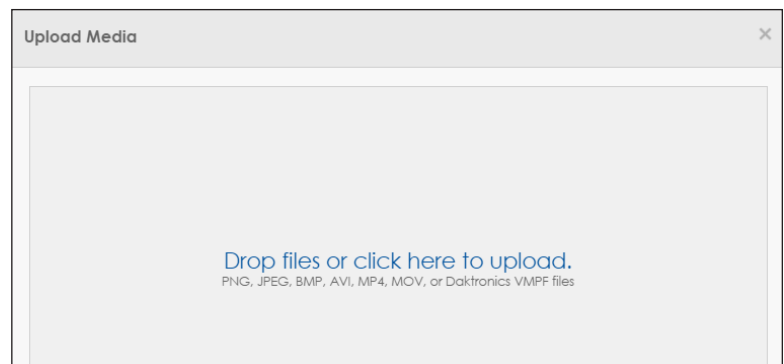 Upload Media
Drop files or click here to upload.
PNG, JPEG, BMP, AVI, MP4, MOV, or Daktronics VMPF files